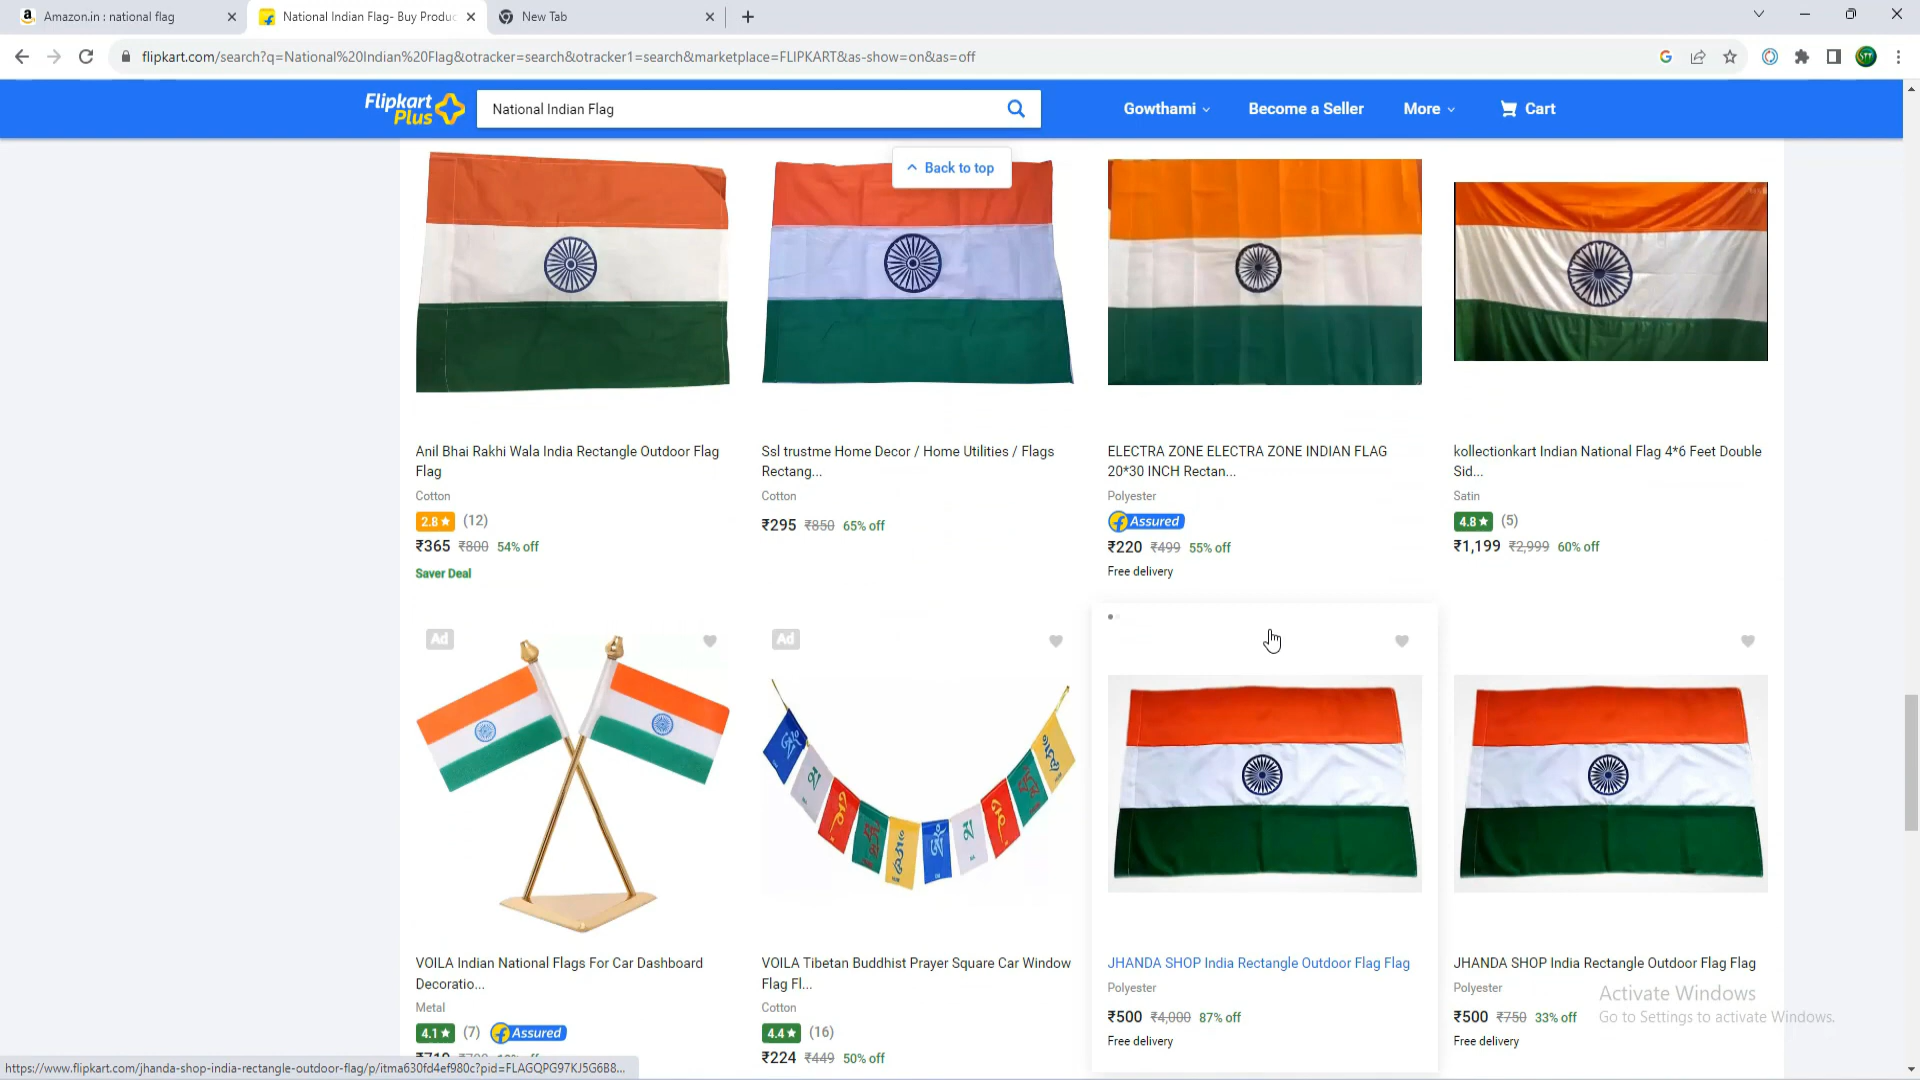 Amazon.in : national flag
National Indian Flag- Buy Produc
New Tab
flipkart.com/search?q=National%20Indian%20Flag&otracker=search&otracker1=search&marketplace=FLIPKART&as-show=on&as=off
Flipkart
Plus
National Indian Flag
Gowthami
Become a Seller
More
Cart
Back to top
Anil Bhai Rakhi Wala India Rectangle Outdoor Flag
Flag
Cotton
2.8★ (12)
₹365 ₹800 54% off
Saver Deal
Ssl trustme Home Decor / Home Utilities / Flags
Rectang...
Cotton
₹295 ₹850 65% off
ELECTRA ZONE ELECTRA ZONE INDIAN FLAG
20*30 INCH Rectan...
Polyester
Assured
₹220 ₹499 55% off
Free delivery
kollectionkart Indian National Flag 4*6 Feet Double
Sid...
Satin
4.8★ (5)
₹1,199 ₹2,999 60% off
Ad
Ad
VOILA Indian National Flags For Car Dashboard
Decoratio...
Metal
4.1★ (7) Assured
VOILA Tibetan Buddhist Prayer Square Car Window
Flag Fl...
Cotton
4.4★ (16)
₹224 ₹449 50% off
JHANDA SHOP India Rectangle Outdoor Flag Flag
Polyester
₹500 ₹4,000 87% off
Free delivery
JHANDA SHOP India Rectangle Outdoor Flag Flag
Polyester
₹500 ₹750 33% off
Free delivery
Activate Windows
Go to Settings to activate Windows.
https://www.flipkart.com/jhanda-shop-india-rectangle-outdoor-flag/p/itma630fd4ef980c?pid=FLAGQPG97KJ5G6B8...